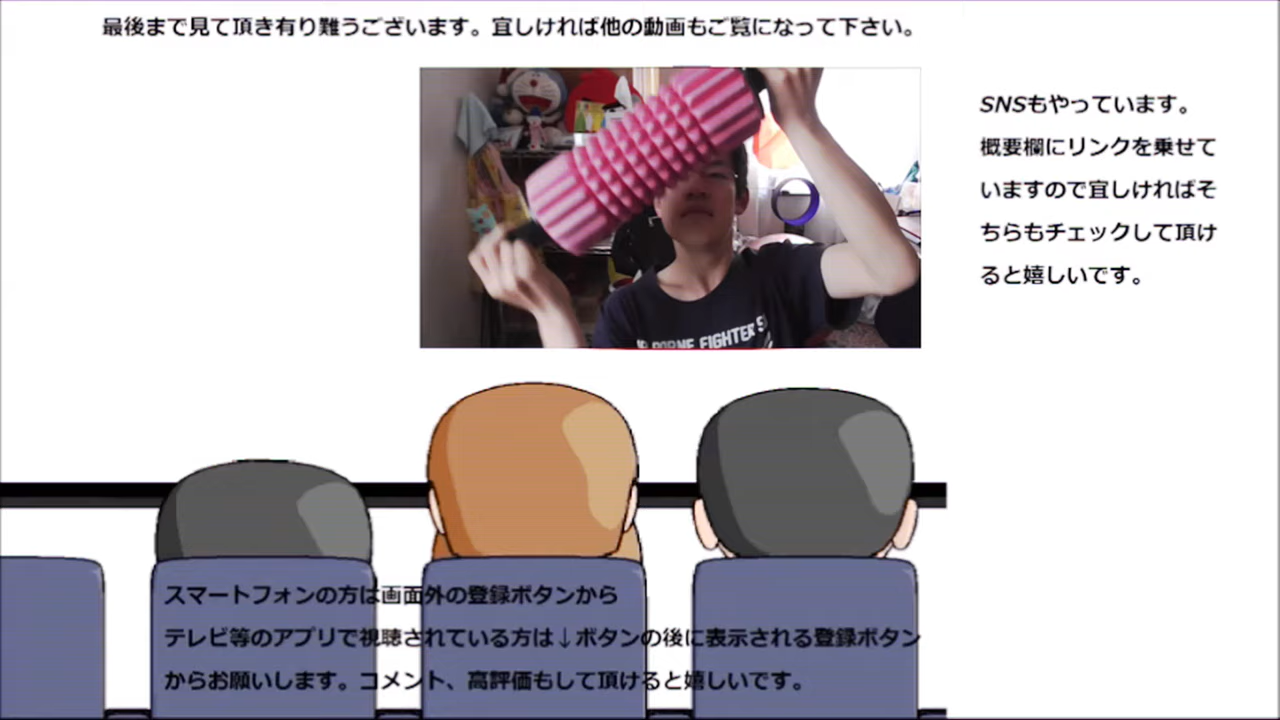 最後まで見て頂き有り難うございます。宜しければ他の動画もご覧になって下さい。
SNSもやっています。
概要欄にリンクを乗せて
いますので宜しければそ
ちらもチェックして頂け
ると嬉しいです。
FIGHTER
スマートフォンの方は画面外の登録ボタンから
テレビ等のアプリで視聴されている方は↓ボタンの後に表示される登録ボタン
からお願いします。コメント、高評価もして頂けると嬉しいです。